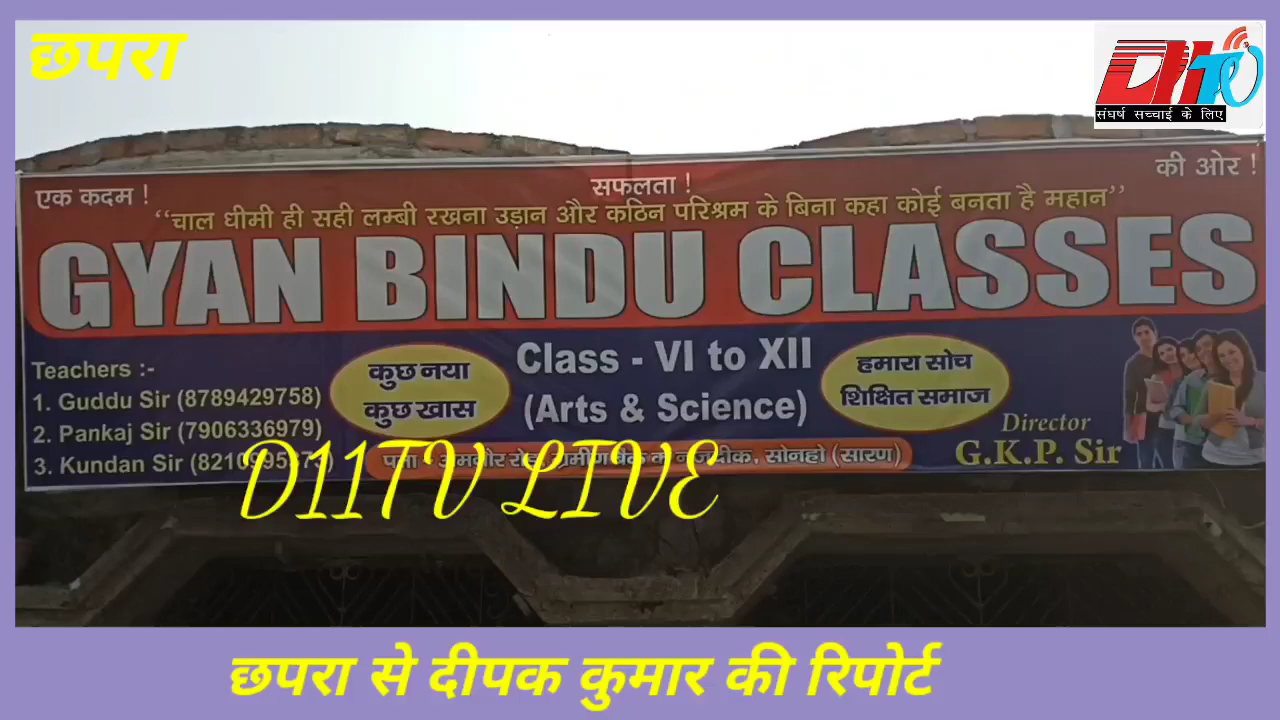 छपरा
संघर्ष सच्चाई के लिए
एक कदम ! सफलता ! की ओर !
“चाल धीमी ही सही लम्बी रखना उड़ान और कठिन परिश्रम के बिना कहा कोई बनता है महान”
GYAN BINDU CLASSES
Teachers :-
1. Guddu Sir (8789429758)
2. Pankaj Sir (7906336979)
3. Kundan Sir
कुछ नया
कुछ खास
Class - VI to XII
(Arts & Science)
हमारा सोच
शिक्षित समाज
Director
G.K.P. Sir
नजदीक, सोनहो (सारण)
D11TV LIVE
छपरा से दीपक कुमार की रिपोर्ट